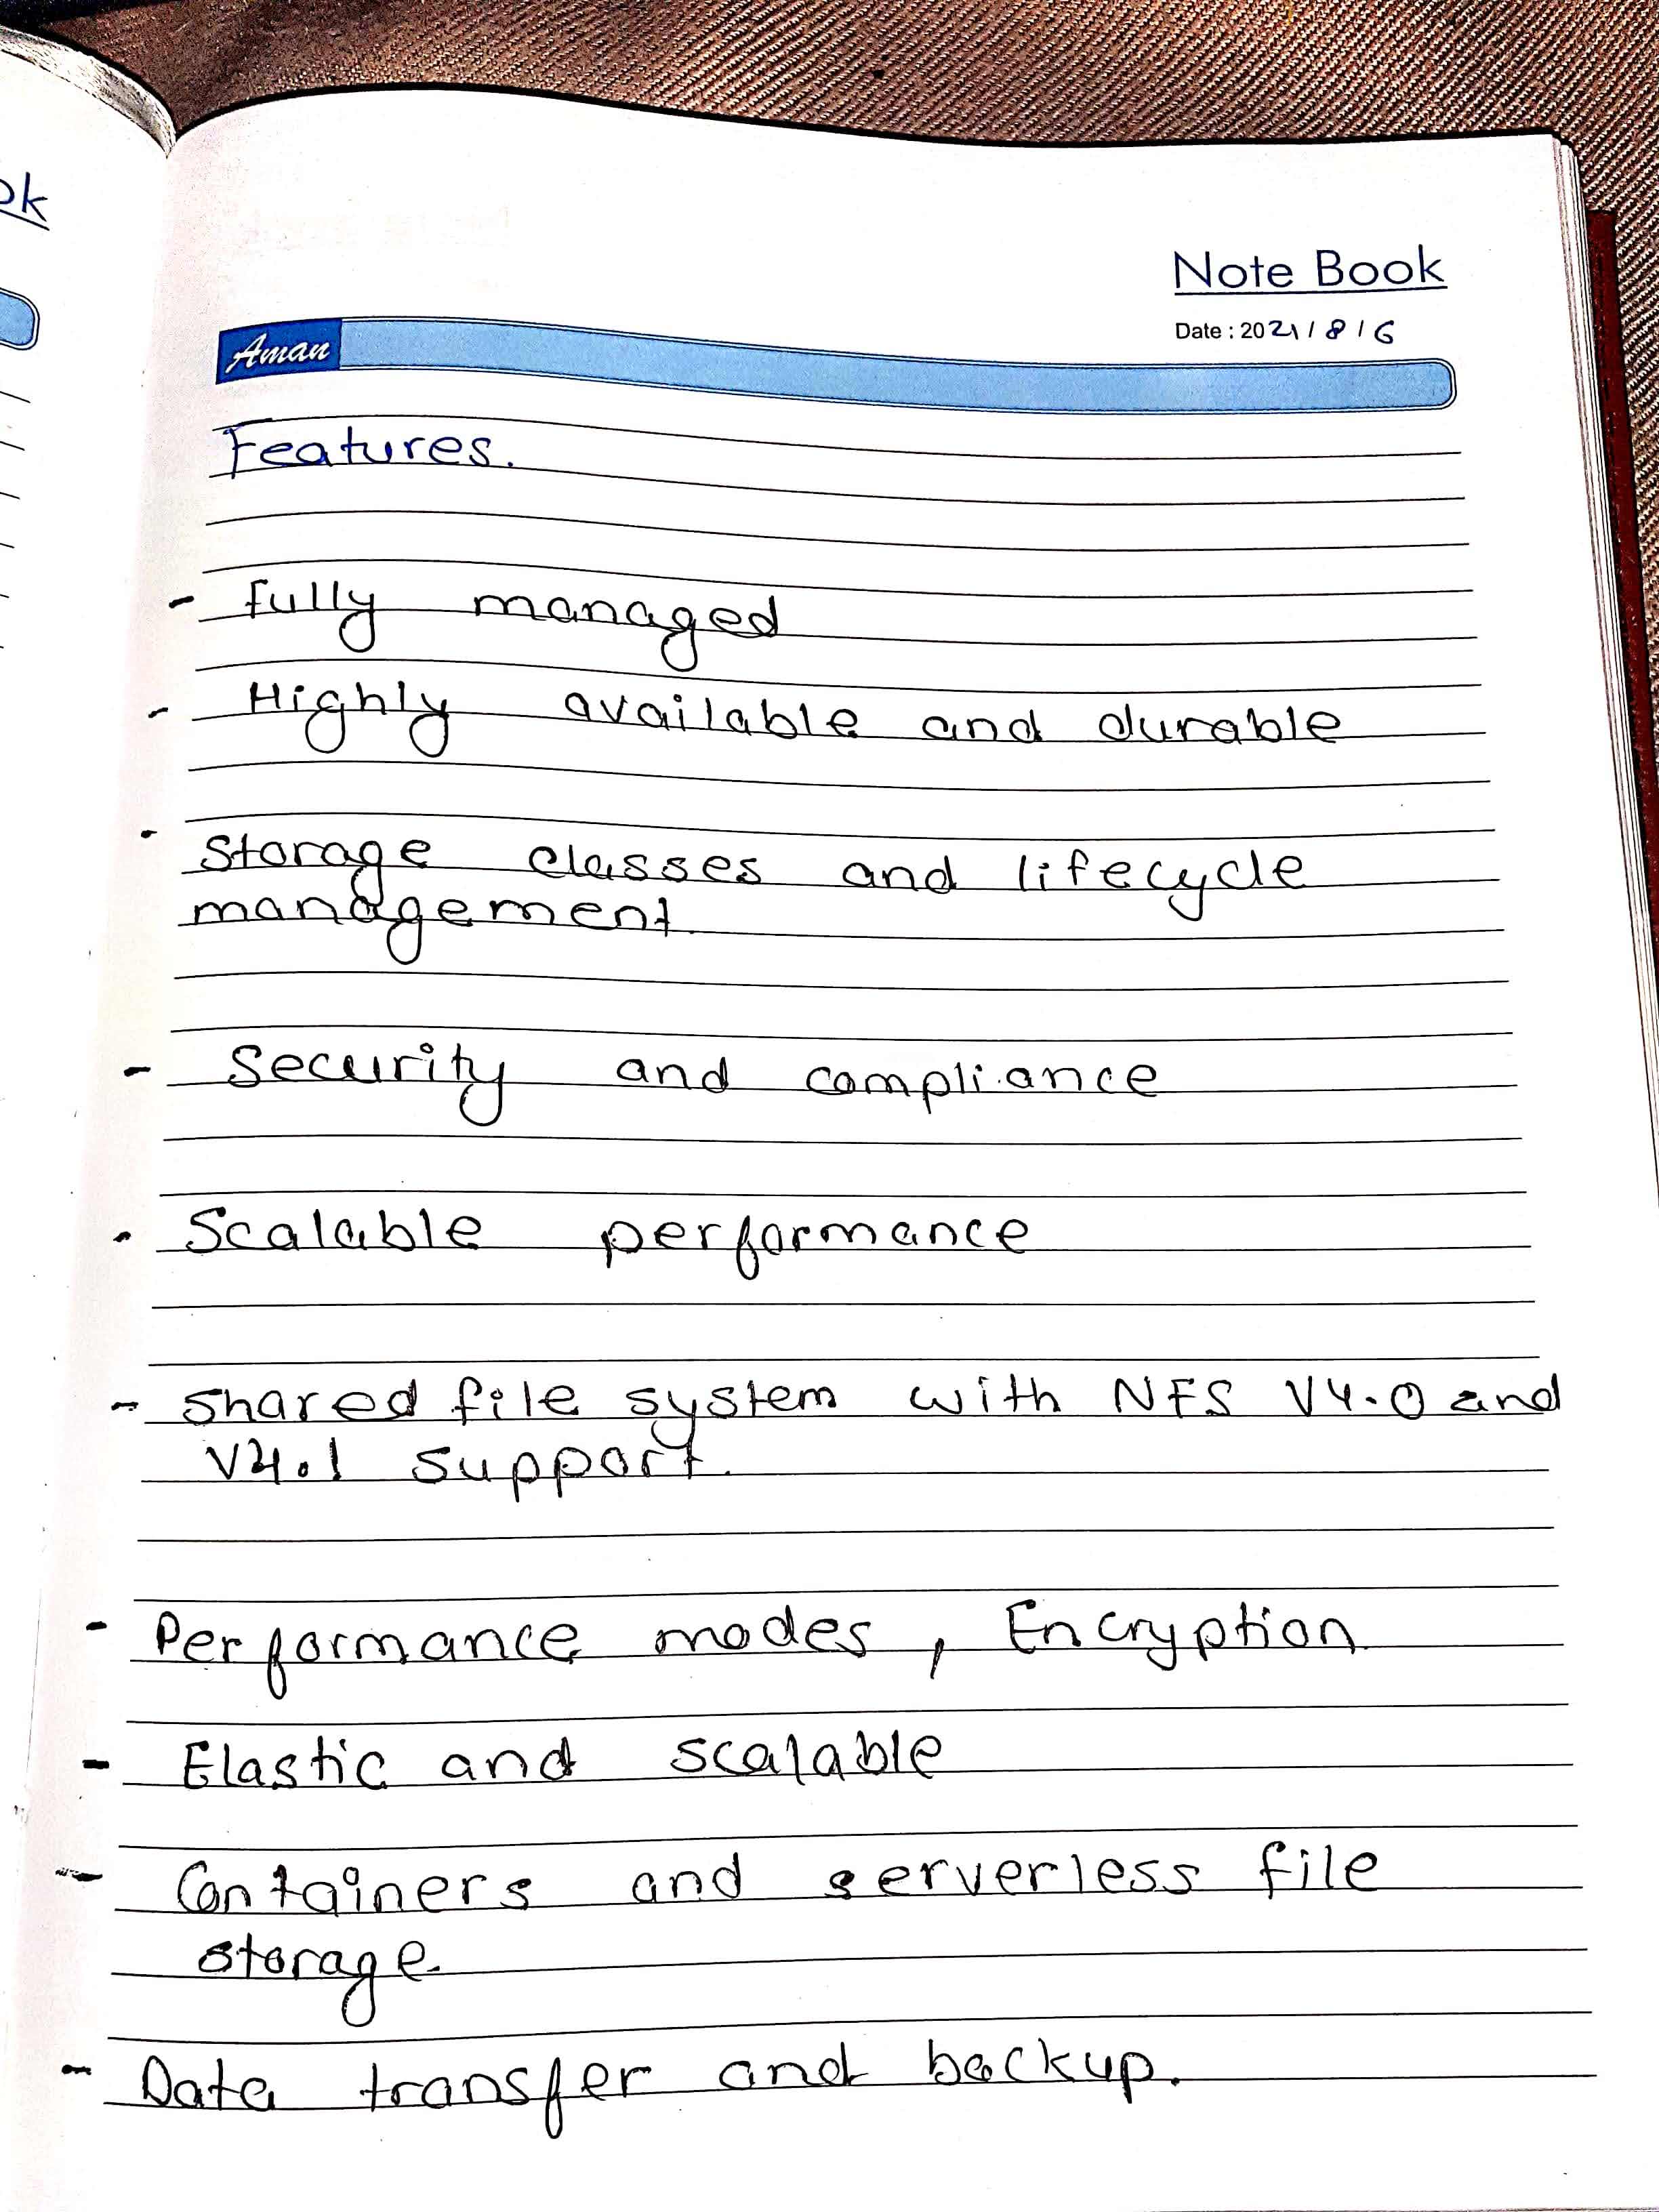 ok
Note Book
Date : 2021 / 8 / 6
Aman
Features.
- fully managed
- Highly available and durable
- Storage classes and lifecycle
management.
- Security and compliance
- Scalable performance
- shared file system with NFS V4.0 and
V4.1 support.
- Performance modes , Encryption
- Elastic and scalable
- Containers and serverless file
storage
- Data transfer and backup.